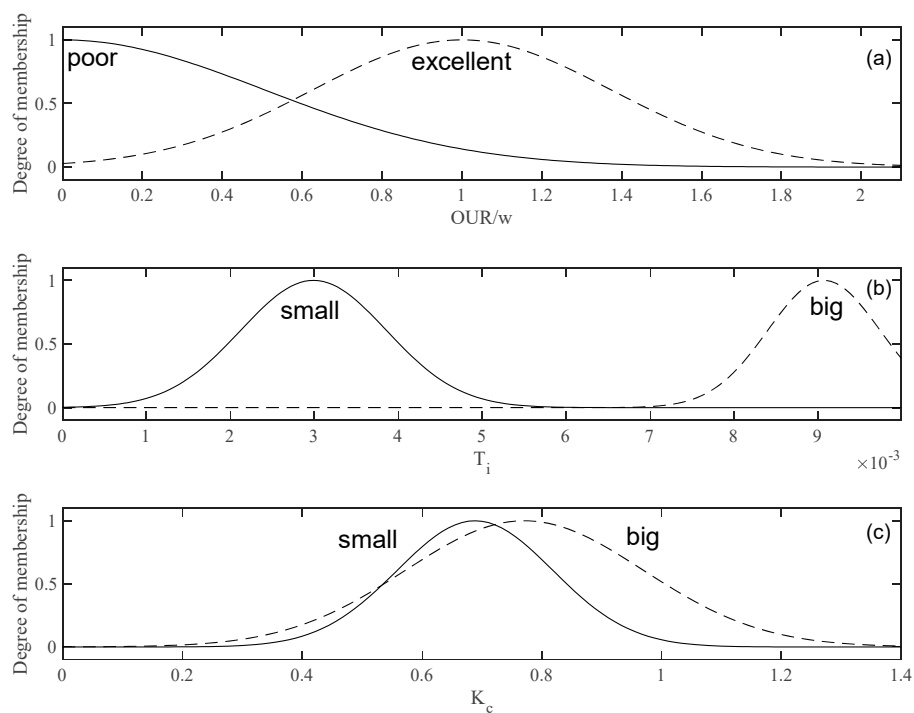 Degree of membership
1
0.5
0
poor
excellent
(a)
0 0.2 0.4 0.6 0.8 1 1.2 1.4 1.6 1.8 2
OUR/w
Degree of membership
1
0.5
0
small
big
(b)
0 1 2 3 4 5 6 7 8 9
T_i
×10^-3
Degree of membership
1
0.5
0
small
big
(c)
0 0.2 0.4 0.6 0.8 1 1.2 1.4
K_c